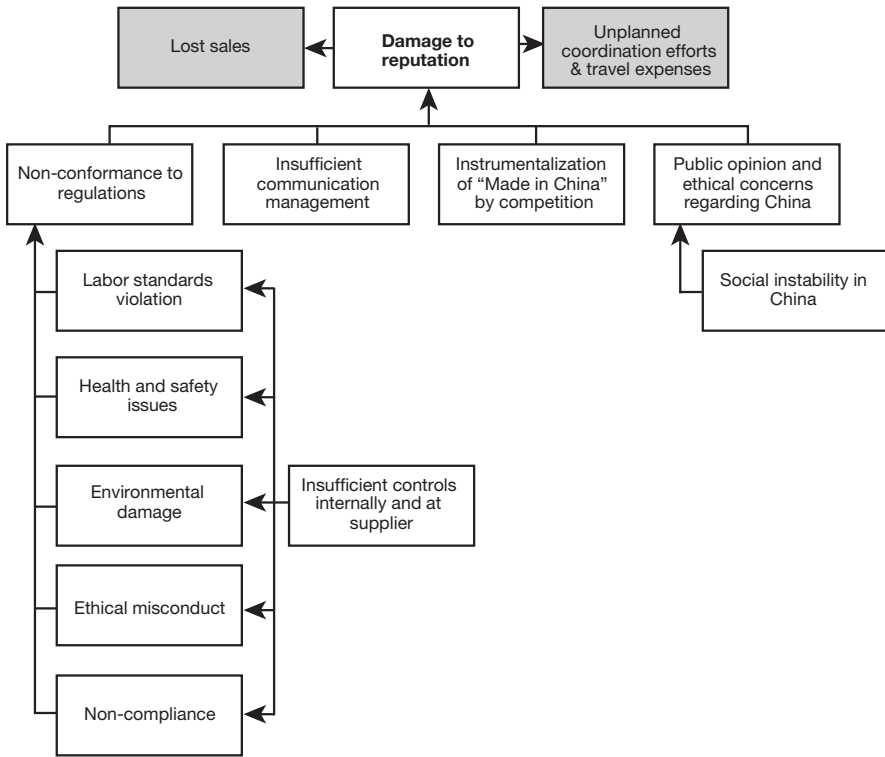 Lost sales
Damage to
reputation
Unplanned
coordination efforts
& travel expenses
Non-conformance to
regulations
Insufficient
communication
management
Instrumentalization
of “Made in China”
by competition
Public opinion and
ethical concerns
regarding China
Labor standards
violation
Social instability in
China
Health and safety
issues
Environmental
damage
Insufficient controls
internally and at
supplier
Ethical misconduct
Non-compliance